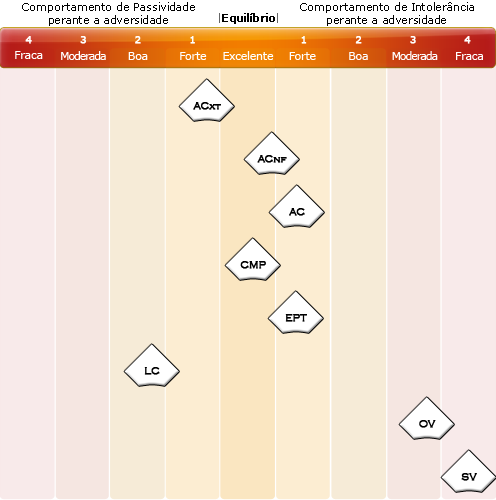 Comportamento de Passividade
perante a adversidade
|Equilíbrio|
Comportamento de Intolerância
perante a adversidade
4 3 2 1 1 2 3 4
Fraca Moderada Boa Forte Excelente Forte Boa Moderada Fraca
ACXT
ACNF
AC
CMP
EPT
LC
OV
SV